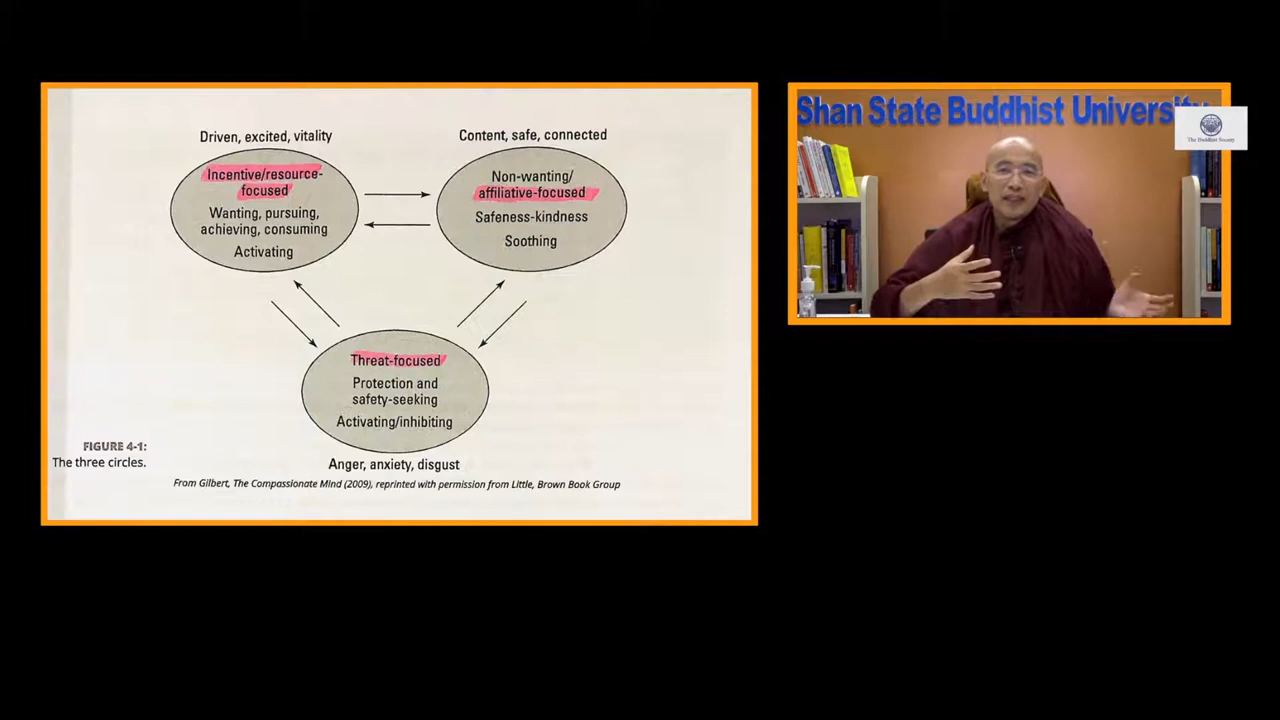 Driven, excited, vitality
Incentive/resource-
focused
Wanting, pursuing,
achieving, consuming
Activating
Content, safe, connected
Non-wanting/
affiliative-focused
Safeness-kindness
Soothing
Threat-focused
Protection and
safety-seeking
Activating/inhibiting
Anger, anxiety, disgust
FIGURE 4-1:
The three circles.
From Gilbert, The Compassionate Mind (2009), reprinted with permission from Little, Brown Book Group
Shan State Buddhist University
The Buddhist Society